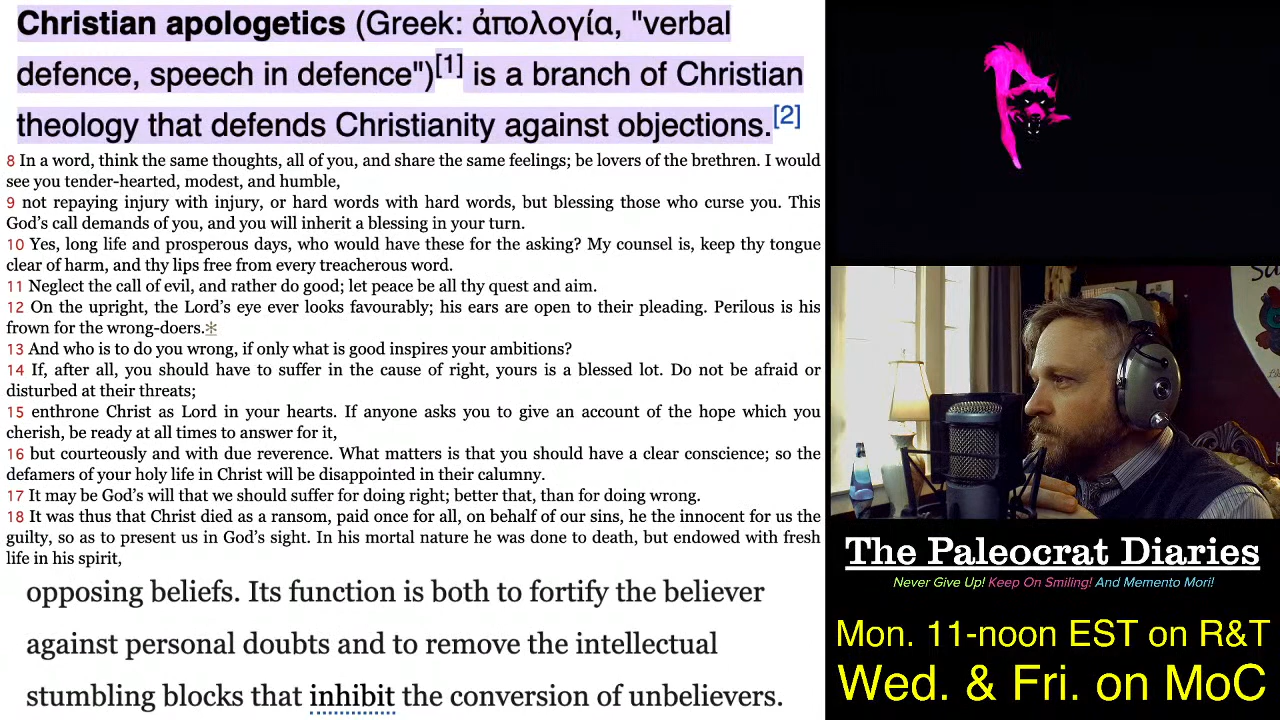 Christian apologetics (Greek: ἀπολογία, "verbal
defence, speech in defence")[1] is a branch of Christian
theology that defends Christianity against objections.[2]
8 In a word, think the same thoughts, all of you, and share the same feelings; be lovers of the brethren. I would
see you tender-hearted, modest, and humble,
9 not repaying injury with injury, or hard words with hard words, but blessing those who curse you. This
God's call demands of you, and you will inherit a blessing in your turn.
10 Yes, long life and prosperous days, who would have these for the asking? My counsel is, keep thy tongue
clear of harm, and thy lips free from every treacherous word.
11 Neglect the call of evil, and rather do good; let peace be all thy quest and aim.
12 On the upright, the Lord's eye ever looks favourably; his ears are open to their pleading. Perilous is his
frown for the wrong-doers.*
13 And who is to do you wrong, if only what is good inspires your ambitions?
14 If, after all, you should have to suffer in the cause of right, yours is a blessed lot. Do not be afraid or
disturbed at their threats;
15 enthrone Christ as Lord in your hearts. If anyone asks you to give an account of the hope which you
cherish, be ready at all times to answer for it,
16 but courteously and with due reverence. What matters is that you should have a clear conscience; so the
defamers of your holy life in Christ will be disappointed in their calumny.
17 It may be God's will that we should suffer for doing right; better that, than for doing wrong.
18 It was thus that Christ died as a ransom, paid once for all, on behalf of our sins, he the innocent for us the
guilty, so as to present us in God's sight. In his mortal nature he was done to death, but endowed with fresh
life in his spirit,
opposing beliefs. Its function is both to fortify the believer
against personal doubts and to remove the intellectual
stumbling blocks that inhibit the conversion of unbelievers.
The Paleocrat Diaries
Never Give Up! Keep On Smiling! And Memento Mori!
Mon. 11-noon EST on R&T
Wed. & Fri. on MoC